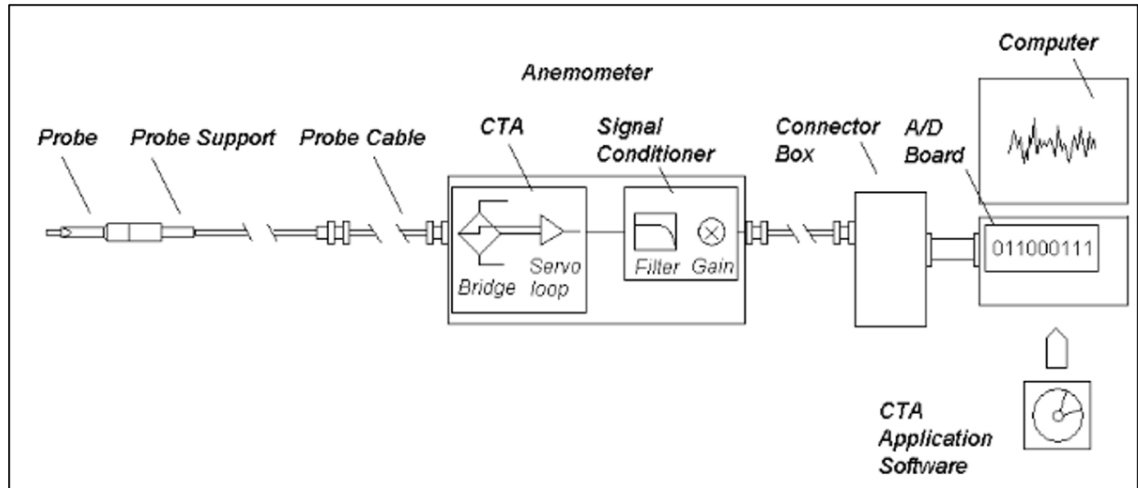 Computer
Anemometer
Probe
Probe Support
Probe Cable
CTA
Signal
Conditioner
Connector
Box
A/D
Board
Bridge
Servo
loop
Filter
Gain
011000111
CTA
Application
Software